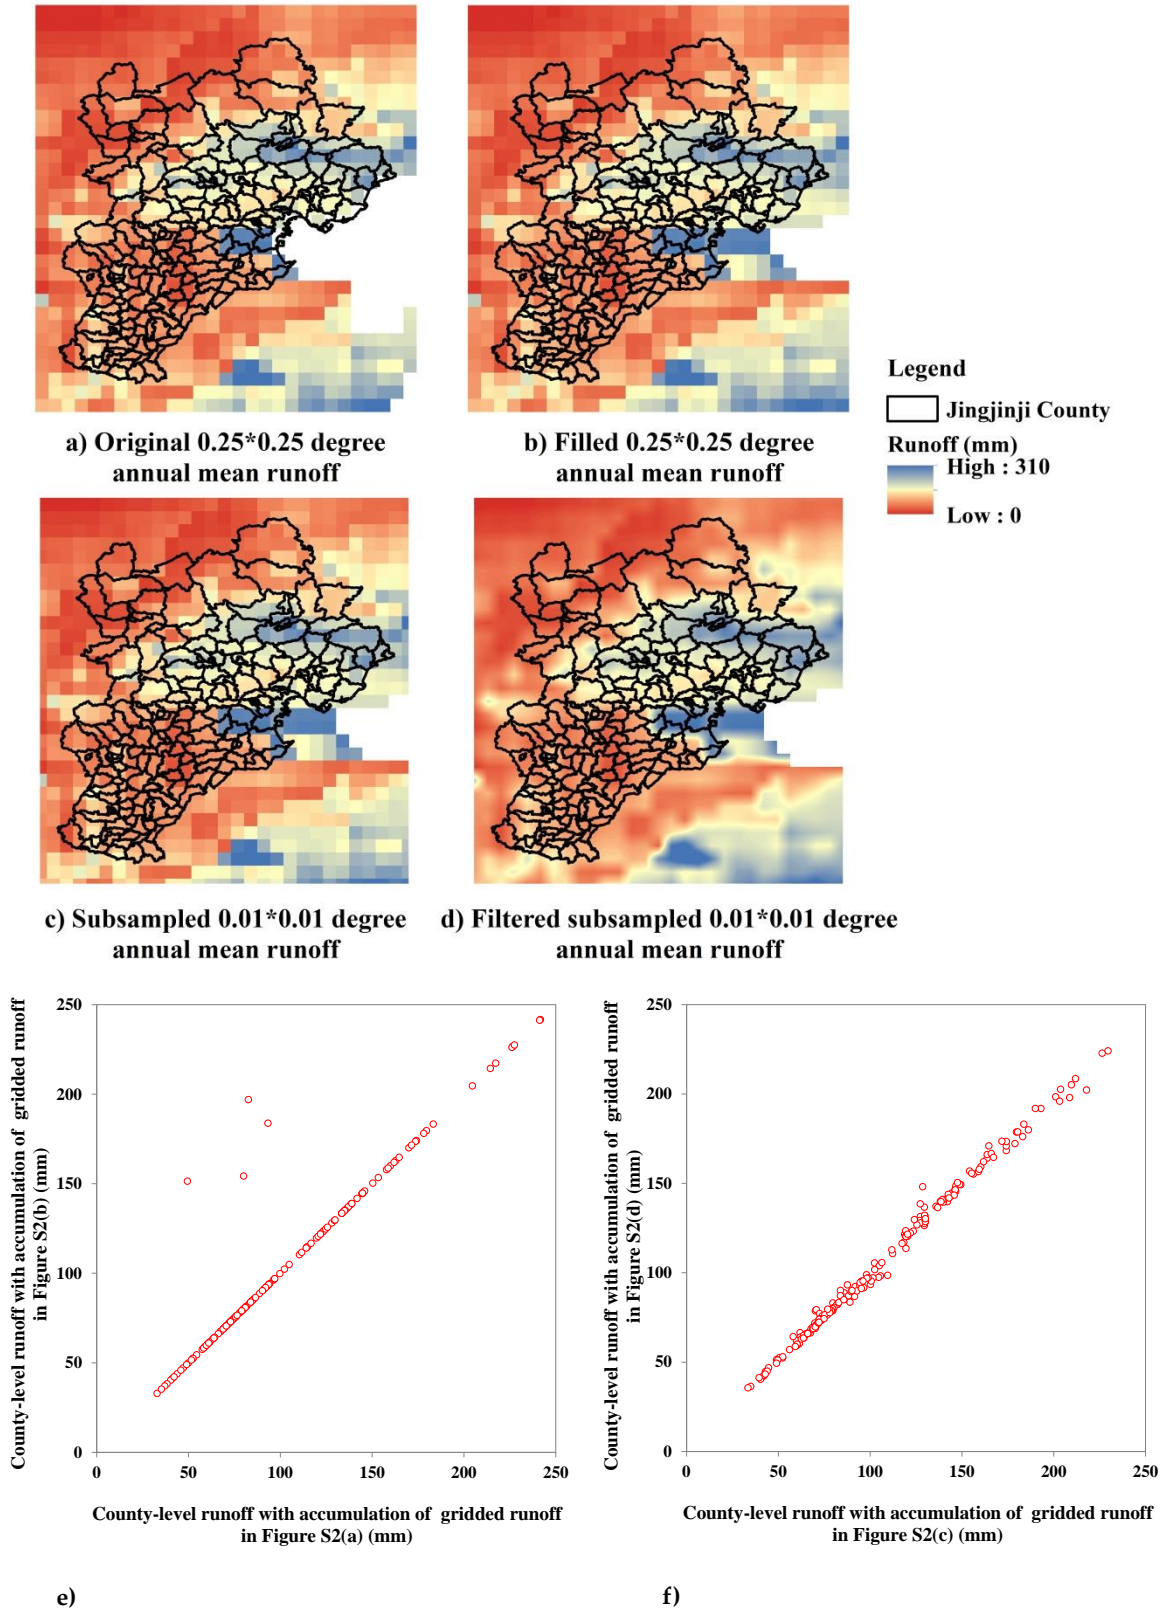 a) Original 0.25*0.25 degree
annual mean runoff
b) Filled 0.25*0.25 degree
annual mean runoff
Legend
Jingjinji County
Runoff (mm)
High : 310
Low : 0
c) Subsampled 0.01*0.01 degree
annual mean runoff
d) Filtered subsampled 0.01*0.01 degree
annual mean runoff
County-level runoff with accumulation of gridded runoff
in Figure S2(b) (mm)
250
200
150
100
50
0
0 50 100 150 200 250
County-level runoff with accumulation of gridded runoff
in Figure S2(a) (mm)
e)
County-level runoff with accumulation of gridded runoff
in Figure S2(d) (mm)
250
200
150
100
50
0
0 50 100 150 200 250
County-level runoff with accumulation of gridded runoff
in Figure S2(c) (mm)
f)